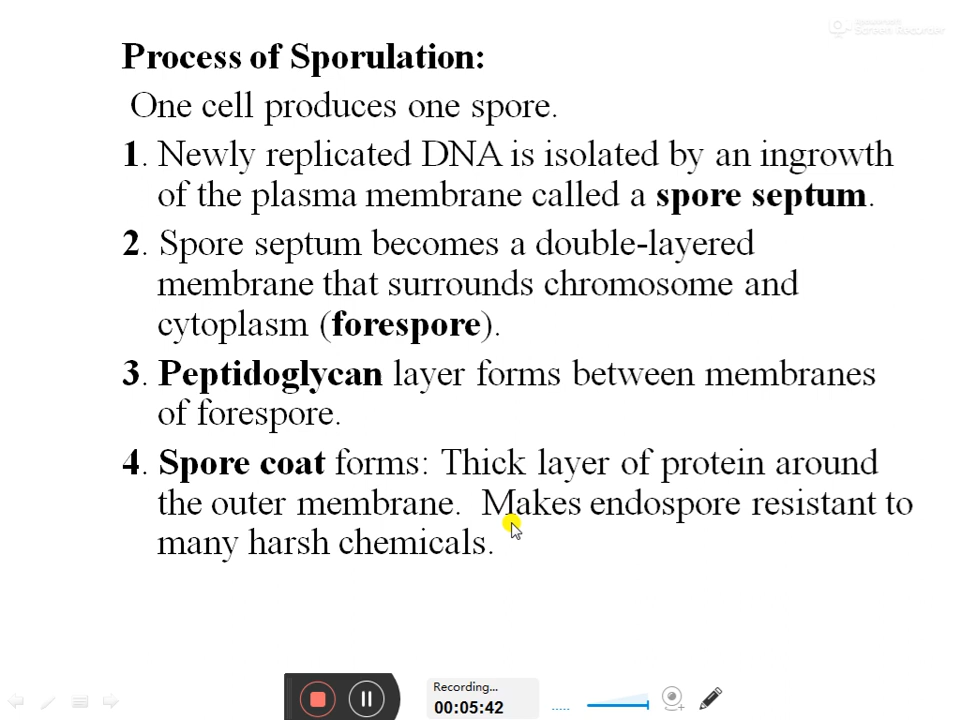 Screen Recorder
Process of Sporulation:
One cell produces one spore.
1. Newly replicated DNA is isolated by an ingrowth
of the plasma membrane called a spore septum.
2. Spore septum becomes a double-layered
membrane that surrounds chromosome and
cytoplasm (forespore).
3. Peptidoglycan layer forms between membranes
of forespore.
4. Spore coat forms: Thick layer of protein around
the outer membrane. Makes endospore resistant to
many harsh chemicals.
Recording...
00:05:42